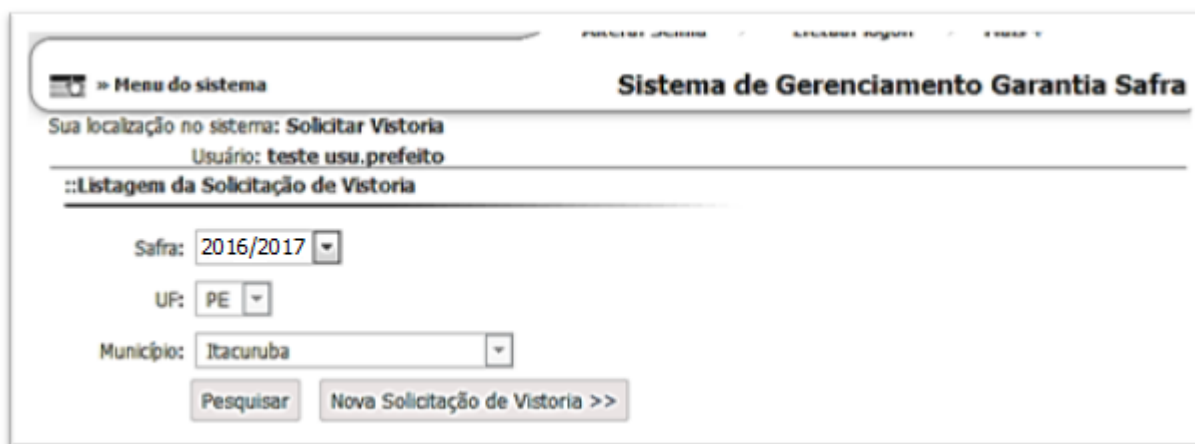 » Menu do sistema
Sistema de Gerenciamento Garantia Safra
Sua localização no sistema: Solicitar Vistoria
Usuário: teste usu.prefeito
::Listagem da Solicitação de Vistoria
Safra: 2016/2017
UF: PE
Município: Itacuruba
Pesquisar Nova Solicitação de Vistoria >>